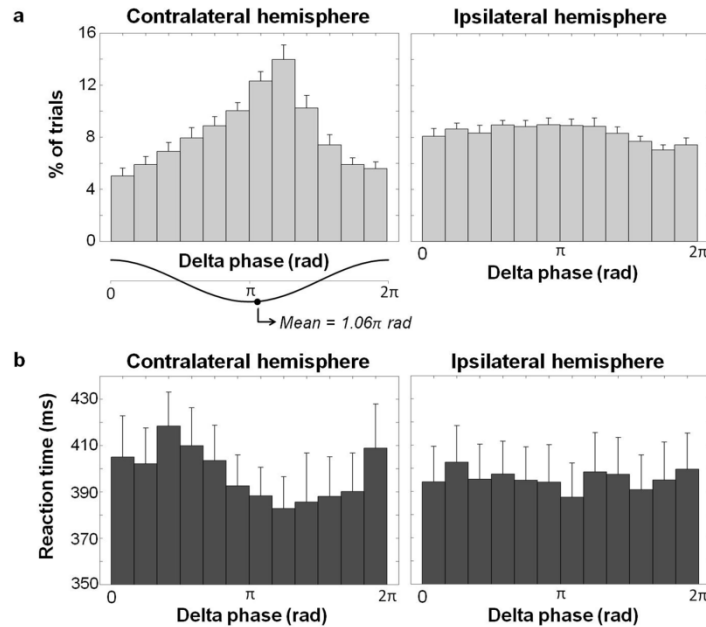 a
Contralateral hemisphere
Ipsilateral hemisphere
% of trials
16
12
8
4
0
Delta phase (rad)
0
π
2π
Mean = 1.06π rad
0
π
2π
Delta phase (rad)
b
Contralateral hemisphere
Ipsilateral hemisphere
Reaction time (ms)
430
410
390
370
350
0
π
2π
Delta phase (rad)
0
π
2π
Delta phase (rad)